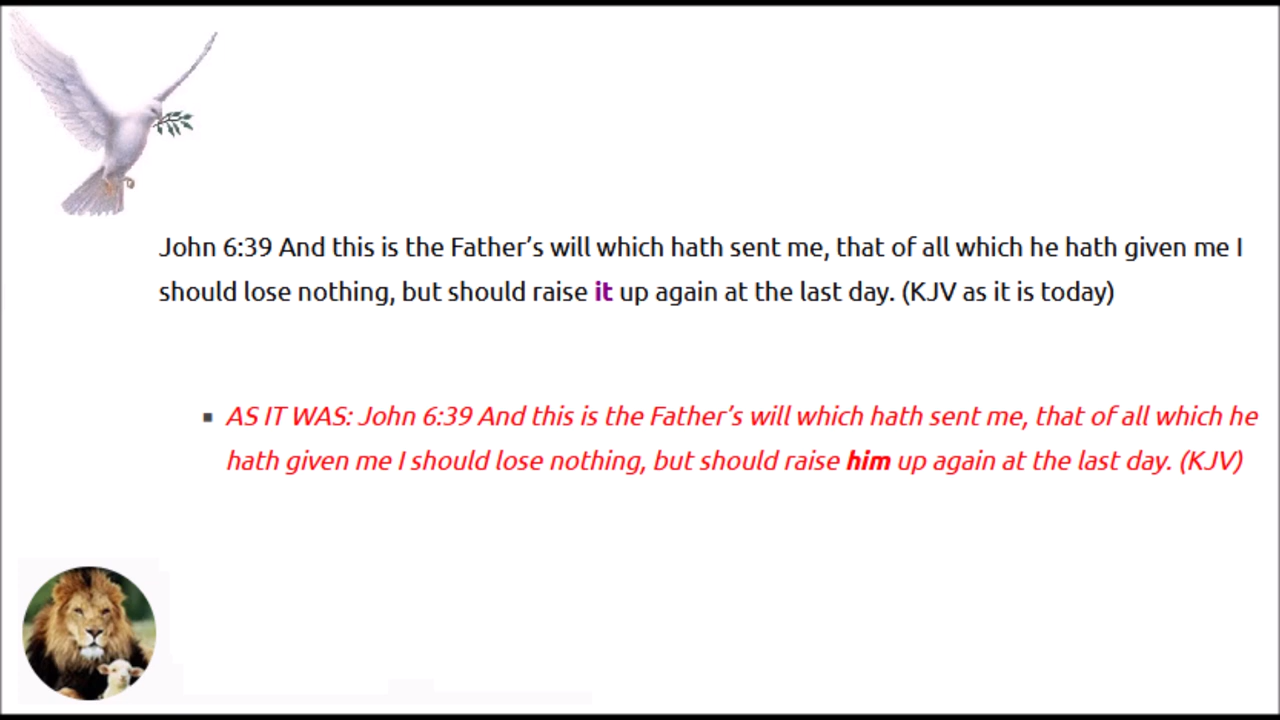 John 6:39 And this is the Father’s will which hath sent me, that of all which he hath given me I
should lose nothing, but should raise it up again at the last day. (KJV as it is today)
▪ AS IT WAS: John 6:39 And this is the Father’s will which hath sent me, that of all which he
hath given me I should lose nothing, but should raise him up again at the last day. (KJV)